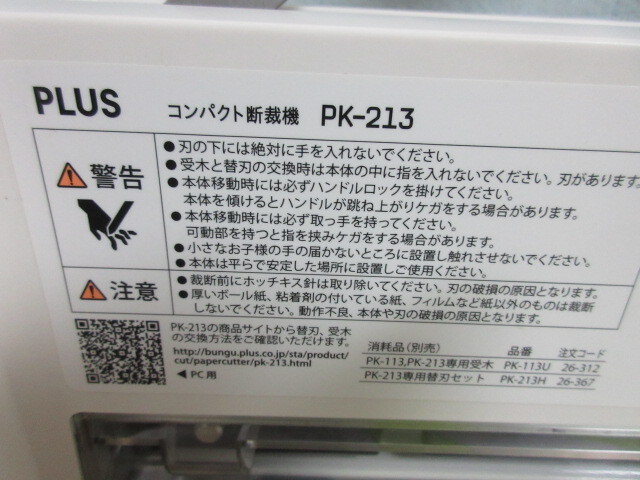 PLUS コンパクト断裁機 PK-213
警告
●刃の下には絶対に手を入れないでください。
●受木と替刃の交換時は本体の中に指を入れないでください。刃があります。
●本体移動時には必ずハンドルロックを掛けてください。
本体を傾けるとハンドルが跳ね上がりケガをする場合があります。
●本体移動時には必ず取っ手を持ってください。
可動部を持つと指を挟みケガをする場合があります。
●小さなお子様の手の届かないところに設置し触れさせないでください。
●本体は平らで安定した場所に設置しご使用ください。
注意
●裁断前にホッチキス針は取り除いてください。刃の破損の原因となります。
●厚いボール紙、粘着剤の付いている紙、フィルムなど紙以外のものは裁断
しないでください。動作不良、本体や刃の破損の原因となります。
PK-213の商品サイトから替刃、受木
の交換方法をご確認いただけます。
http://bungu.plus.co.jp/sta/product/
cut/papercutter/pk-213.html
◀PC用
消耗品(別売) 品番 注文コード
PK-113,PK-213専用受木 PK-113U 26-312
PK-213専用替刃セット PK-213H 26-367